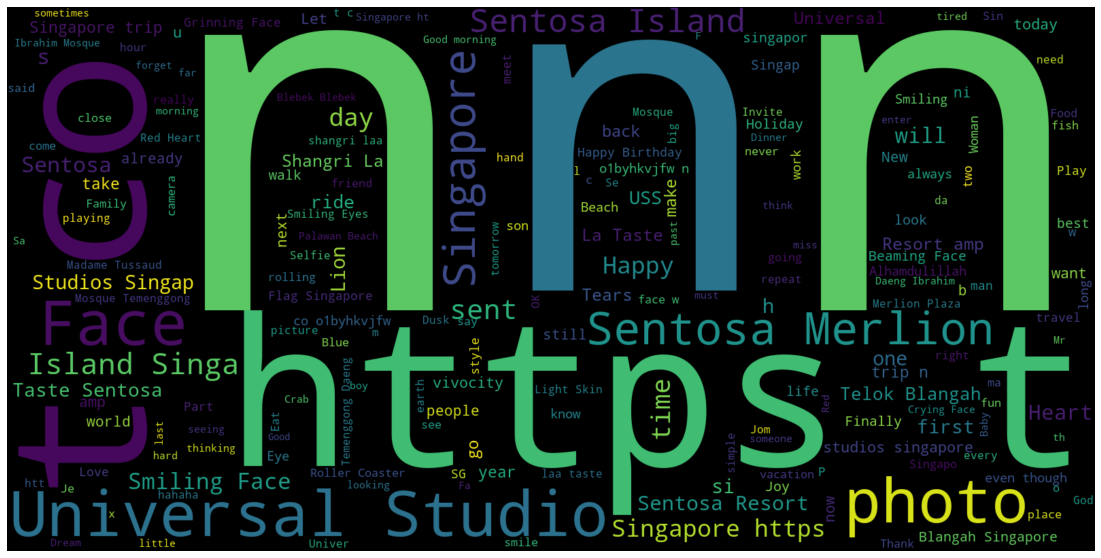 sometimes
Grinning Face
Let
t c
Singapore ht
Sentosa Island
Universal
tired
Sin
Singapore trip
u
Good morning
F
singapor
today
Ibrahim Mosque
hour
s
co
n n
n
Singapore
meet
Singap
need
forget
far
said
really
morning
Blebek Blebek
day
Mosque
Invite
Smiling
ni
Food
close
Red Heart
shangri laa
back
big
Holiday
enter
will
Woman
fish
come
Sentosa
already
Shangri La
hand
Happy Birthday
never
work
New
two
Play
take
camera
walk
friend
l
o1byhkvjfw n
c
Se
USS
make
always
Family
ride
Beach
think
da
best
playing
Smiling Eyes
son
past
look
w
Sa
next
Palawan Beach
tomorrow
La Taste
going
miss
Resort amp
Madame Tussaud
Selfie
Lion
Happy
Beaming Face
want
Studios Singap
rolling
repeat
Alhamdulillah
Daeng Ibrahim
man
long
Mosque Temenggong
Flag Singapore
OK
Tears
face w
must
b
Merlion Plaza
Face
co o1byhkvjfw
Dusk
say
sent
h
Sentosa Merlion
travel
m
picture
Blue
style
still
one
right
Mr
Island Singa
https t
t
trip n
Taste Sentosa
boy
earth
vivocity
Light Skin
time
life
Red
Telok Blangah
ma
fun
amp
Part
Crab
Eat
Temenggong Daeng
people
see
know
Crying Face
Baby
Heart
world
last
seeing
Good
go
Jom
someone
Finally
first
th
hard
thinking
Eye
simple
studios singapore
Love
Roller Coaster
SG
year
laa taste
vacation
P
Singapo
every
htt
Je
Smiling Face
looking
Fa
si
Joy
even though
8
God
hahaha
x
Universal Studio
Sentosa Resort
now
photo
place
Dream
little
Univer
smile
Singapore https
Thank
Blangah Singapore